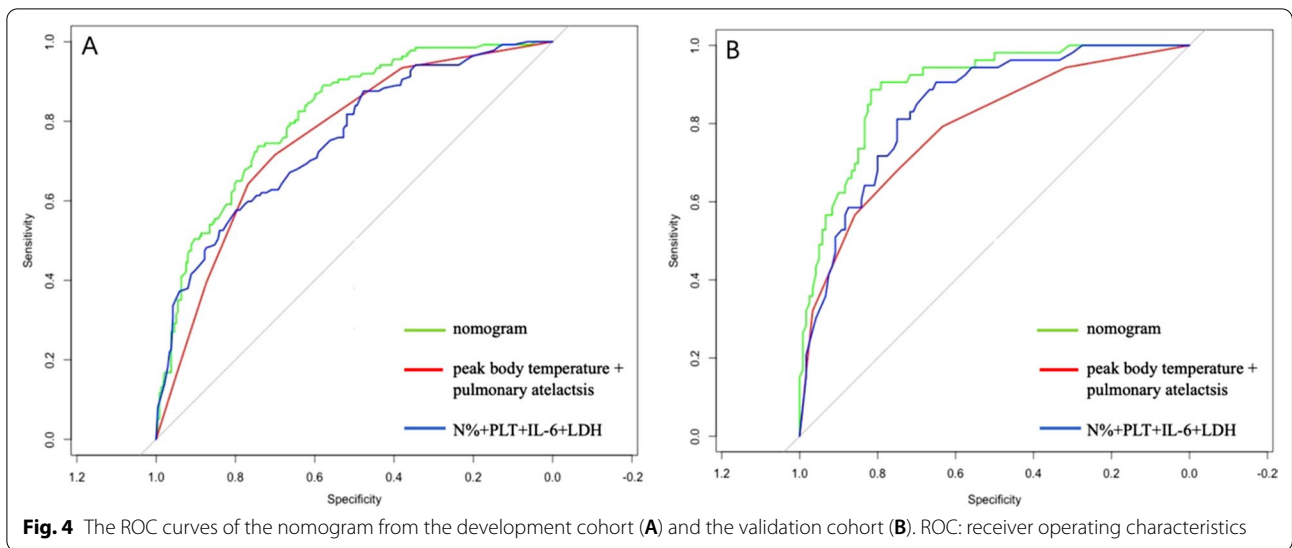 A
1.0
0.8
0.6
0.4
0.2
0.0
Sensitivity
1.2
1.0
0.8
0.6
0.4
0.2
0.0
-0.2
Specificity
nomogram
peak body temperature +
pulmonary atelactsis
N%+PLT+IL-6+LDH
B
1.0
0.8
0.6
0.4
0.2
0.0
Sensitivity
1.2
1.0
0.8
0.6
0.4
0.2
0.0
-0.2
Specificity
nomogram
peak body temperature +
pulmonary atelactsis
N%+PLT+IL-6+LDH
Fig. 4 The ROC curves of the nomogram from the development cohort (A) and the validation cohort (B). ROC: receiver operating characteristics